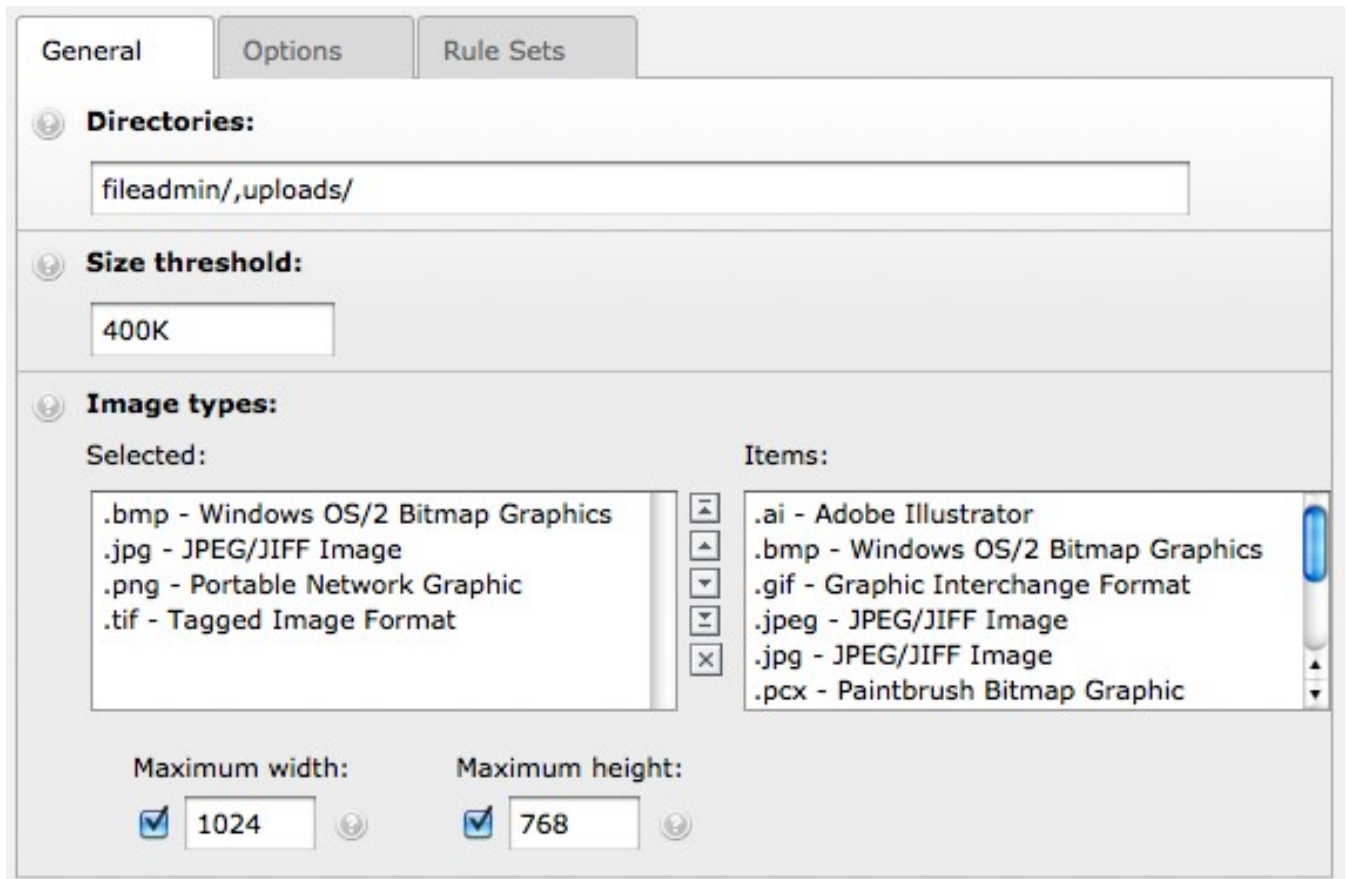 General Options Rule Sets
Directories:
fileadmin/,uploads/
Size threshold:
400K
Image types:
Selected: Items:
.bmp - Windows OS/2 Bitmap Graphics
.jpg - JPEG/JIFF Image
.png - Portable Network Graphic
.tif - Tagged Image Format
.ai - Adobe Illustrator
.bmp - Windows OS/2 Bitmap Graphics
.gif - Graphic Interchange Format
.jpeg - JPEG/JIFF Image
.jpg - JPEG/JIFF Image
.pcx - Paintbrush Bitmap Graphic
Maximum width: Maximum height:
1024 768